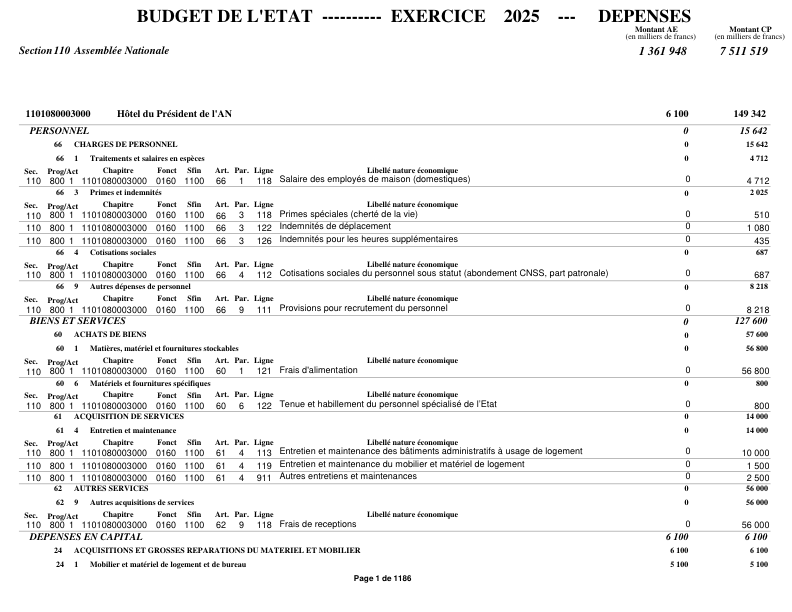 BUDGET DE L'ETAT ---------- EXERCICE 2025 --- DEPENSES
Montant AE Montant CP
(en milliers de francs) (en milliers de francs)
Section 110 Assemblée Nationale 1 361 948 7 511 519
1101080003000 Hôtel du Président de l'AN 6 100 149 342
PERSONNEL 0 15 642
66 CHARGES DE PERSONNEL 0 15 642
66 1 Traitements et salaires en espèces 0 4 712
Sec. Prog/Act Chapitre Fonct Sfin Art. Par. Ligne Libellé nature économique
110 800 1 1101080003000 0160 1100 66 1 118 Salaire des employés de maison (domestiques) 0 4 712
66 3 Primes et indemnités 0 2 025
Sec. Prog/Act Chapitre Fonct Sfin Art. Par. Ligne Libellé nature économique
110 800 1 1101080003000 0160 1100 66 3 118 Primes spéciales (cherté de la vie) 0 510
110 800 1 1101080003000 0160 1100 66 3 122 Indemnités de déplacement 0 1 080
110 800 1 1101080003000 0160 1100 66 3 126 Indemnités pour les heures supplémentaires 0 435
66 4 Cotisations sociales 0 687
Sec. Prog/Act Chapitre Fonct Sfin Art. Par. Ligne Libellé nature économique
110 800 1 1101080003000 0160 1100 66 4 112 Cotisations sociales du personnel sous statut (abondement CNSS, part patronale) 0 687
66 9 Autres dépenses de personnel 0 8 218
Sec. Prog/Act Chapitre Fonct Sfin Art. Par. Ligne Libellé nature économique
110 800 1 1101080003000 0160 1100 66 9 111 Provisions pour recrutement du personnel 0 8 218
BIENS ET SERVICES 0 127 600
60 ACHATS DE BIENS 0 57 600
60 1 Matières, matériel et fournitures stockables 0 56 800
Sec. Prog/Act Chapitre Fonct Sfin Art. Par. Ligne Libellé nature économique
110 800 1 1101080003000 0160 1100 60 1 121 Frais d'alimentation 0 56 800
60 6 Matériels et fournitures spécifiques 0 800
Sec. Prog/Act Chapitre Fonct Sfin Art. Par. Ligne Libellé nature économique
110 800 1 1101080003000 0160 1100 60 6 122 Tenue et habillement du personnel spécialisé de l'Etat 0 800
61 ACQUISITION DE SERVICES 0 14 000
61 4 Entretien et maintenance 0 14 000
Sec. Prog/Act Chapitre Fonct Sfin Art. Par. Ligne Libellé nature économique
110 800 1 1101080003000 0160 1100 61 4 113 Entretien et maintenance des bâtiments administratifs à usage de logement 0 10 000
110 800 1 1101080003000 0160 1100 61 4 119 Entretien et maintenance du mobilier et matériel de logement 0 1 500
110 800 1 1101080003000 0160 1100 61 4 911 Autres entretiens et maintenances 0 2 500
62 AUTRES SERVICES 0 56 000
62 9 Autres acquisitions de services 0 56 000
Sec. Prog/Act Chapitre Fonct Sfin Art. Par. Ligne Libellé nature économique
110 800 1 1101080003000 0160 1100 62 9 118 Frais de receptions 0 56 000
DEPENSES EN CAPITAL 6 100 6 100
24 ACQUISITIONS ET GROSSES REPARATIONS DU MATERIEL ET MOBILIER 6 100 6 100
24 1 Mobilier et matériel de logement et de bureau 5 100 5 100
Page 1 de 1186